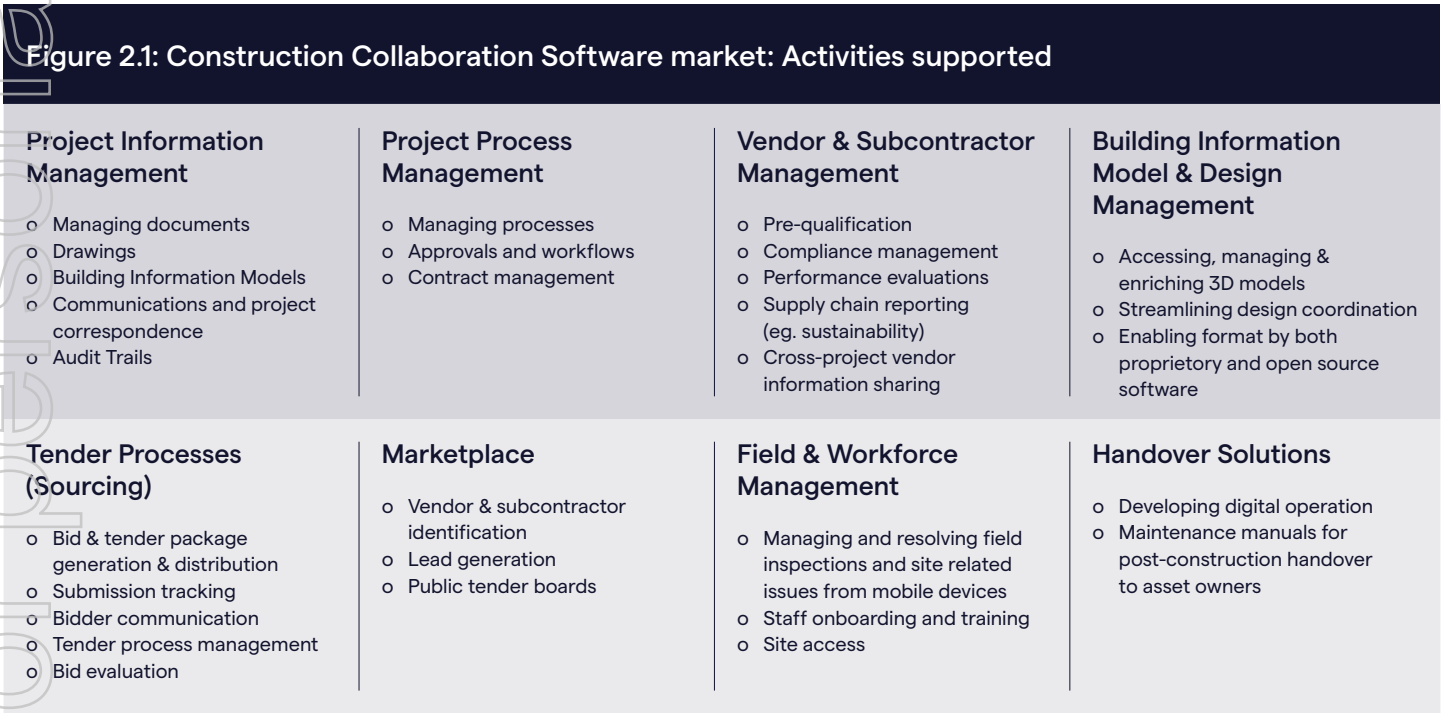 Figure 2.1: Construction Collaboration Software market: Activities supported
Project Information
Management
o Managing documents
o Drawings
o Building Information Models
o Communications and project
correspondence
o Audit Trails
Project Process
Management
o Managing processes
o Approvals and workflows
o Contract management
Vendor & Subcontractor
Management
o Pre-qualification
o Compliance management
o Performance evaluations
o Supply chain reporting
(eg. sustainability)
o Cross-project vendor
information sharing
Building Information
Model & Design
Management
o Accessing, managing &
enriching 3D models
o Streamlining design coordination
o Enabling format by both
proprietory and open source
software
Tender Processes
(Sourcing)
o Bid & tender package
generation & distribution
o Submission tracking
o Bidder communication
o Tender process management
o Bid evaluation
Marketplace
o Vendor & subcontractor
identification
o Lead generation
o Public tender boards
Field & Workforce
Management
o Managing and resolving field
inspections and site related
issues from mobile devices
o Staff onboarding and training
o Site access
Handover Solutions
o Developing digital operation
o Maintenance manuals for
post-construction handover
to asset owners